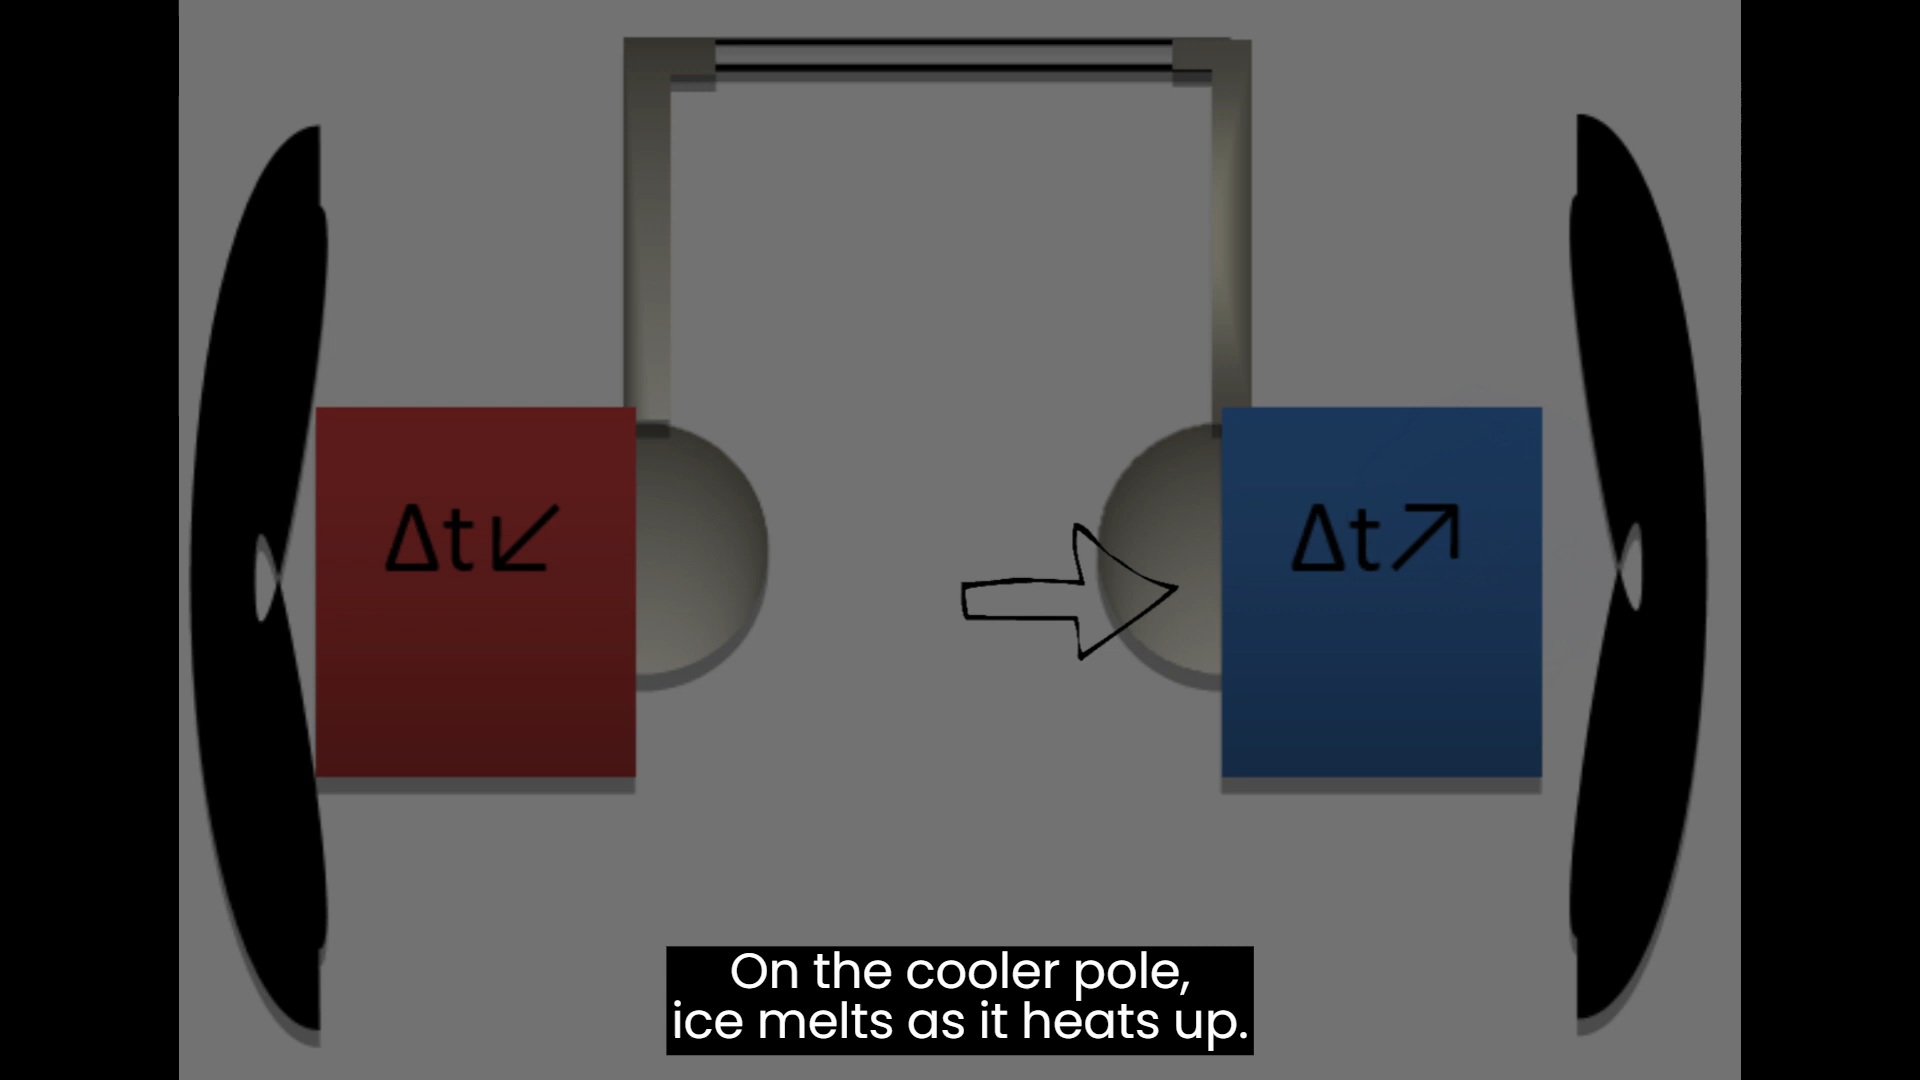 Δt↙
Δt↗
On the cooler pole,
ice melts as it heats up.